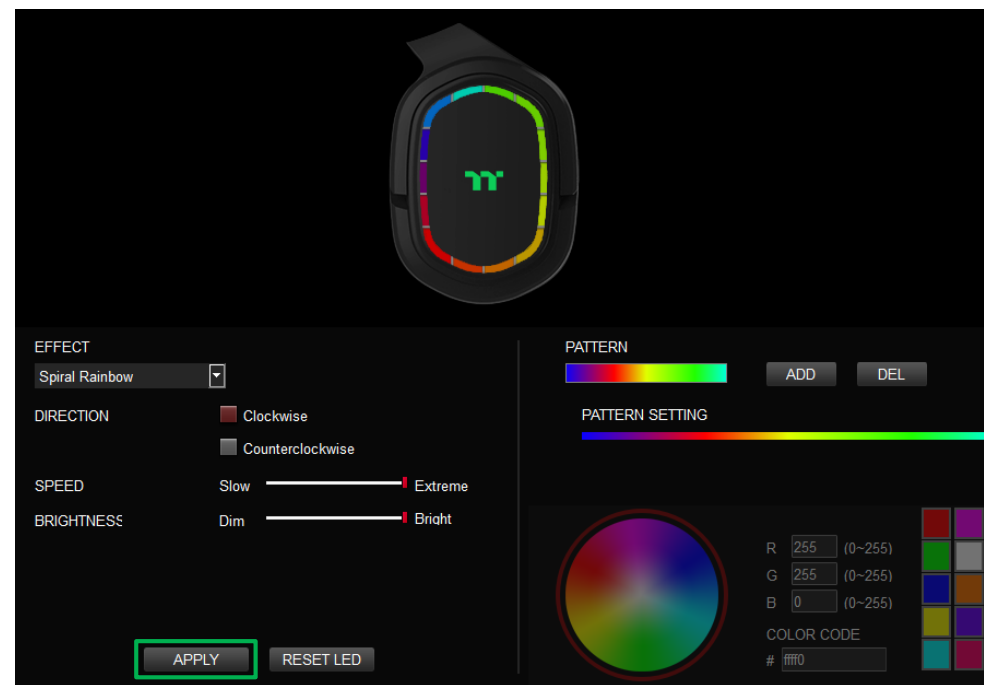 EFFECT
Spiral Rainbow
DIRECTION
Clockwise
Counterclockwise
SPEED
Slow
Extreme
BRIGHTNESS
Dim
Bright
APPLY
RESET LED
PATTERN
ADD
DEL
PATTERN SETTING
R 255 (0~255)
G 255 (0~255)
B 0 (0~255)
COLOR CODE
# ffff0